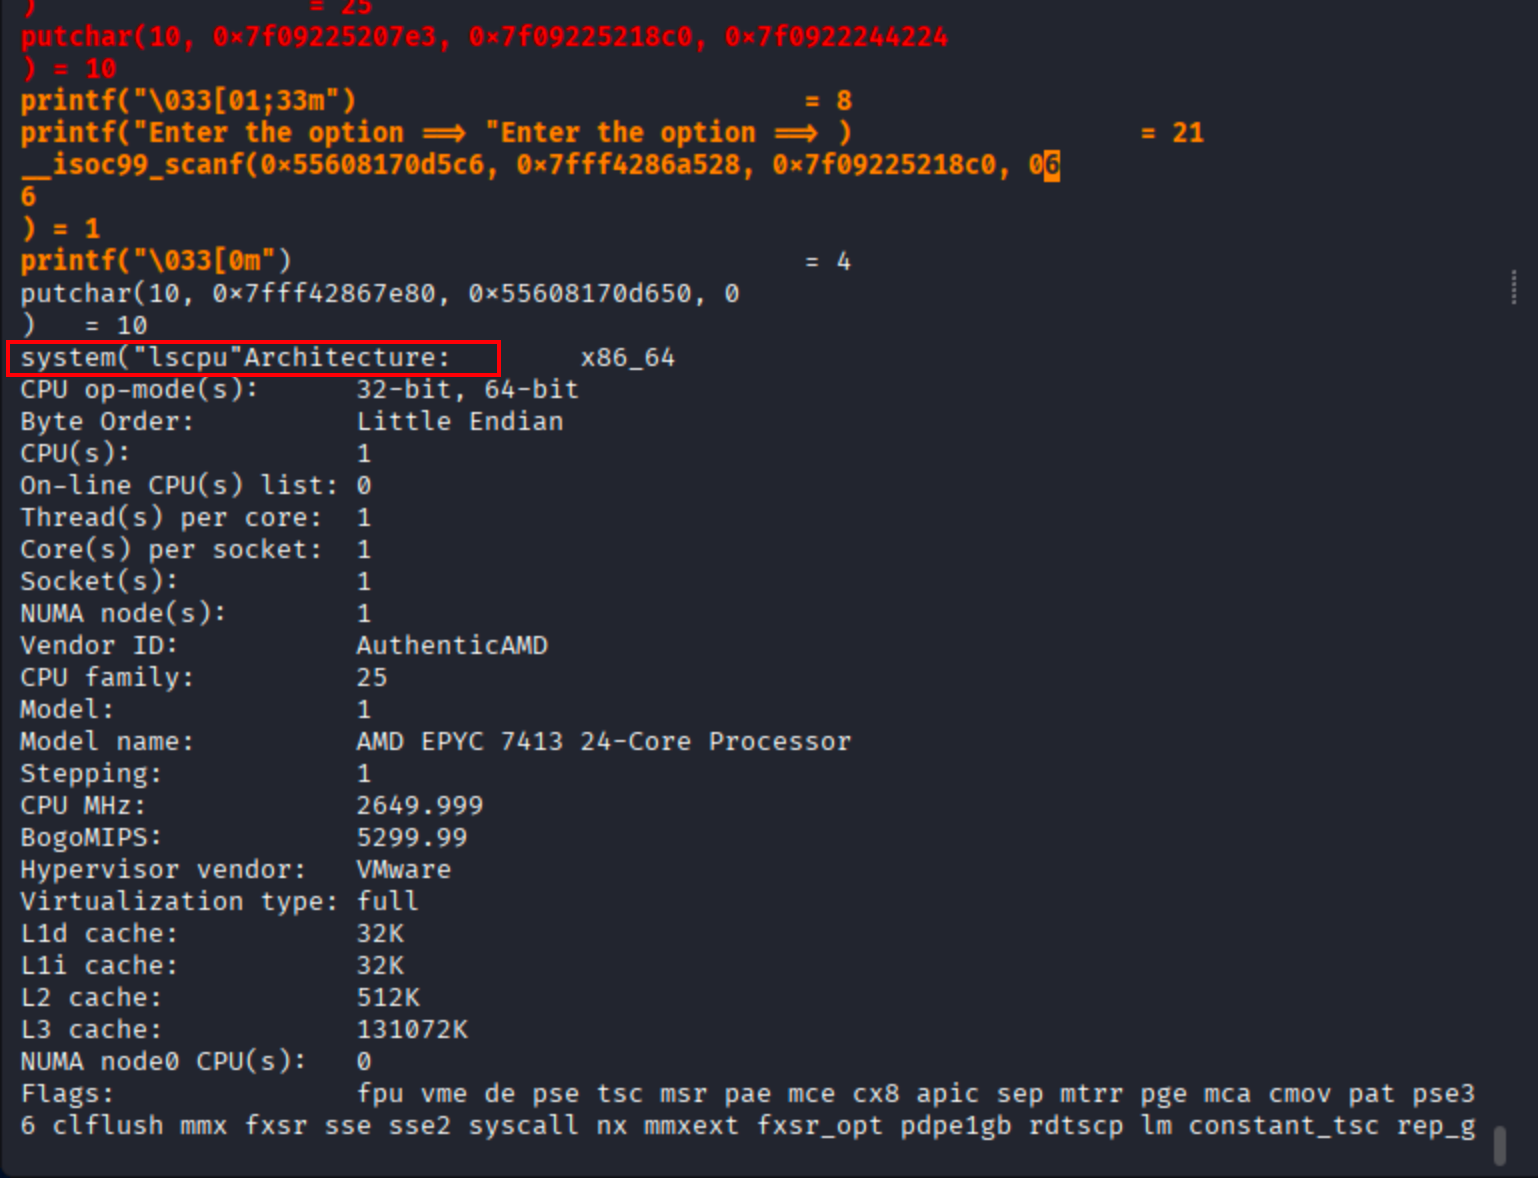 )                 = 25
putchar(10, 0×7f09225207e3, 0×7f09225218c0, 0×7f0922244224
) = 10
printf("\033[01;33m")                            = 8
printf("Enter the option ⟹ "Enter the option ⟹ )                  = 21
__isoc99_scanf(0×55608170d5c6, 0×7fff4286a528, 0×7f09225218c0, 06
6
) = 1
printf("\033[0m")                                = 4
putchar(10, 0×7fff42867e80, 0×55608170d650, 0
)   = 10
system("lscpu"Architecture:        x86_64
CPU op-mode(s):      32-bit, 64-bit
Byte Order:          Little Endian
CPU(s):              1
On-line CPU(s) list: 0
Thread(s) per core:  1
Core(s) per socket:  1
Socket(s):           1
NUMA node(s):        1
Vendor ID:           AuthenticAMD
CPU family:          25
Model:               1
Model name:          AMD EPYC 7413 24-Core Processor
Stepping:            1
CPU MHz:             2649.999
BogoMIPS:            5299.99
Hypervisor vendor:   VMware
Virtualization type: full
L1d cache:           32K
L1i cache:           32K
L2 cache:            512K
L3 cache:            131072K
NUMA node0 CPU(s):   0
Flags:               fpu vme de pse tsc msr pae mce cx8 apic sep mtrr pge mca cmov pat pse3
6 clflush mmx fxsr sse sse2 syscall nx mmxext fxsr_opt pdpe1gb rdtscp lm constant_tsc rep_g